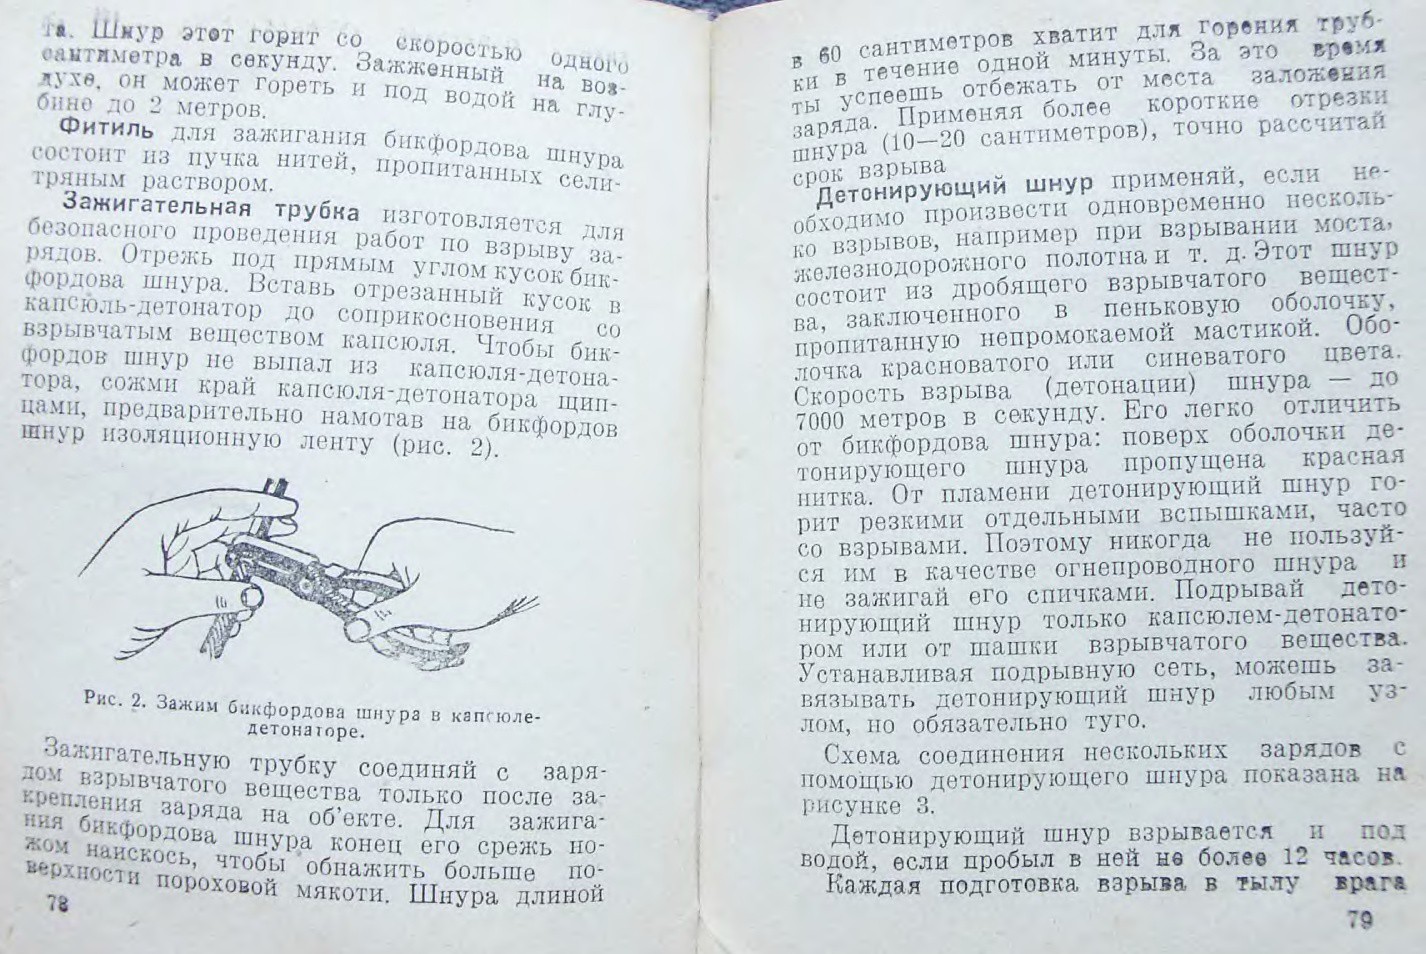 та. Шнур этот горит со скоростью одного
сантиметра в секунду. Зажженный на воз-
духе, он может гореть и под водой на глу-
бине до 2 метров.
Фитиль для зажигания бикфордова шнура
состоит из пучка нитей, пропитанных сели-
тряным раствором.
Зажигательная трубка изготовляется для
безопасного проведения работ по взрыву за-
рядов. Отрежь под прямым углом кусок бик-
фордова шнура. Вставь отрезанный кусок в
капсюль-детонатор до соприкосновения со
взрывчатым веществом капсюля. Чтобы бик-
фордов шнур не выпал из капсюля-детона-
тора, сожми край капсюля-детонатора щип-
цами, предварительно намотав на бикфордов
шнур изоляционную ленту (рис. 2).
Рис. 2. Зажим бикфордова шнура в капсюле-
детонаторе.
Зажигательную трубку соединяй с заря-
дом взрывчатого вещества только после за-
крепления заряда на об'екте. Для зажига-
ния бикфордова шнура конец его срежь но-
жом наискось, чтобы обнажить больше по-
верхности пороховой мякоти. Шнура длиной
78
в 60 сантиметров хватит для горения труб-
ки в течение одной минуты. За это время
ты успеешь отбежать от места заложения
заряда. Применяя более короткие отрезки
шнура (10—20 сантиметров), точно рассчитай
срок взрыва
Детонирующий шнур применяй, если не-
обходимо произвести одновременно несколь-
ко взрывов, например при взрывании моста,
железнодорожного полотна и т. д. Этот шнур
состоит из дробящего взрывчатого вещест-
ва, заключенного в пеньковую оболочку,
пропитанную непромокаемой мастикой. Обо-
лочка красноватого или синеватого цвета.
Скорость взрыва (детонации) шнура — до
7000 метров в секунду. Его легко отличить
от бикфордова шнура: поверх оболочки де-
тонирующего шнура пропущена красная
нитка. От пламени детонирующий шнур го-
рит резкими отдельными вспышками, часто
со взрывами. Поэтому никогда не пользуй-
ся им в качестве огнепроводного шнура и
не зажигай его спичками. Подрывай дето-
нирующий шнур только капсюлем-детонато-
ром или от шашки взрывчатого вещества.
Устанавливая подрывную сеть, можешь за-
вязывать детонирующий шнур любым уз-
лом, но обязательно туго.
Схема соединения нескольких зарядов с
помощью детонирующего шнура показана на
рисунке 3.
Детонирующий шнур взрывается и под
водой, если пробыл в ней не более 12 часов.
Каждая подготовка взрыва в тылу врага
79